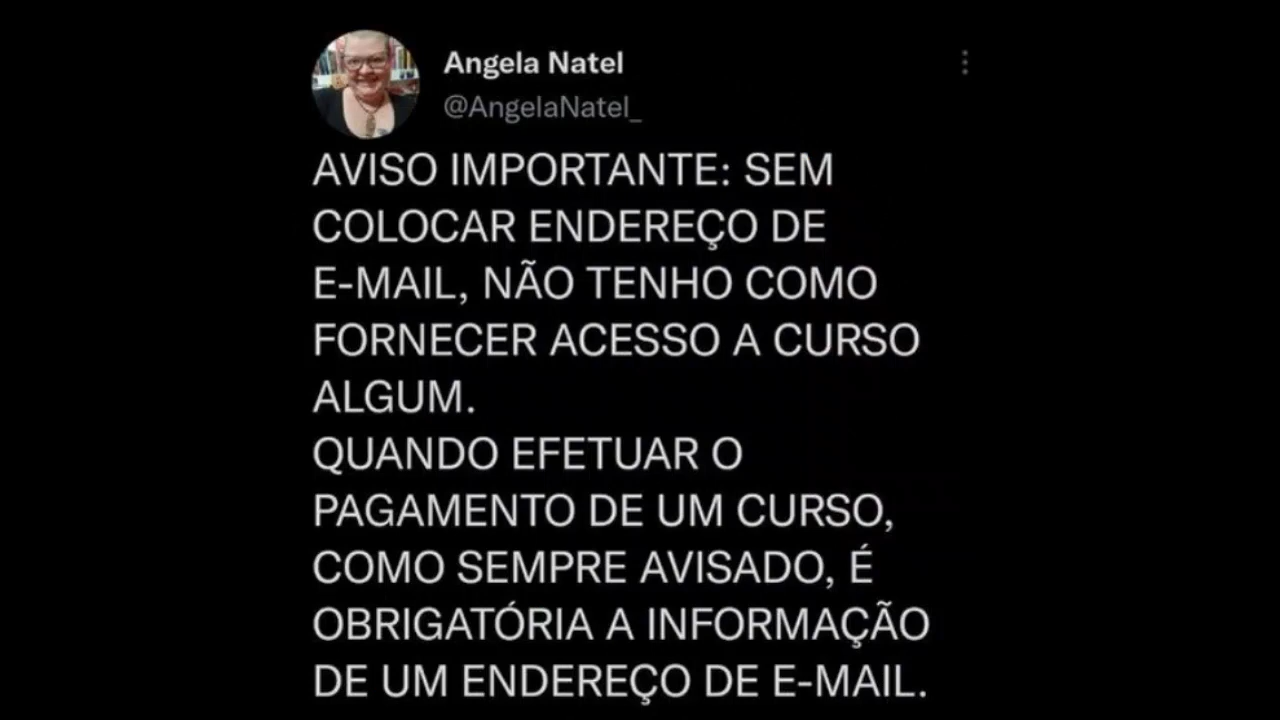 Angela Natel
@AngelaNatel_
AVISO IMPORTANTE: SEM
COLOCAR ENDEREÇO DE
E-MAIL, NÃO TENHO COMO
FORNECER ACESSO A CURSO
ALGUM.
QUANDO EFETUAR O
PAGAMENTO DE UM CURSO,
COMO SEMPRE AVISADO, É
OBRIGATÓRIA A INFORMAÇÃO
DE UM ENDEREÇO DE E-MAIL.